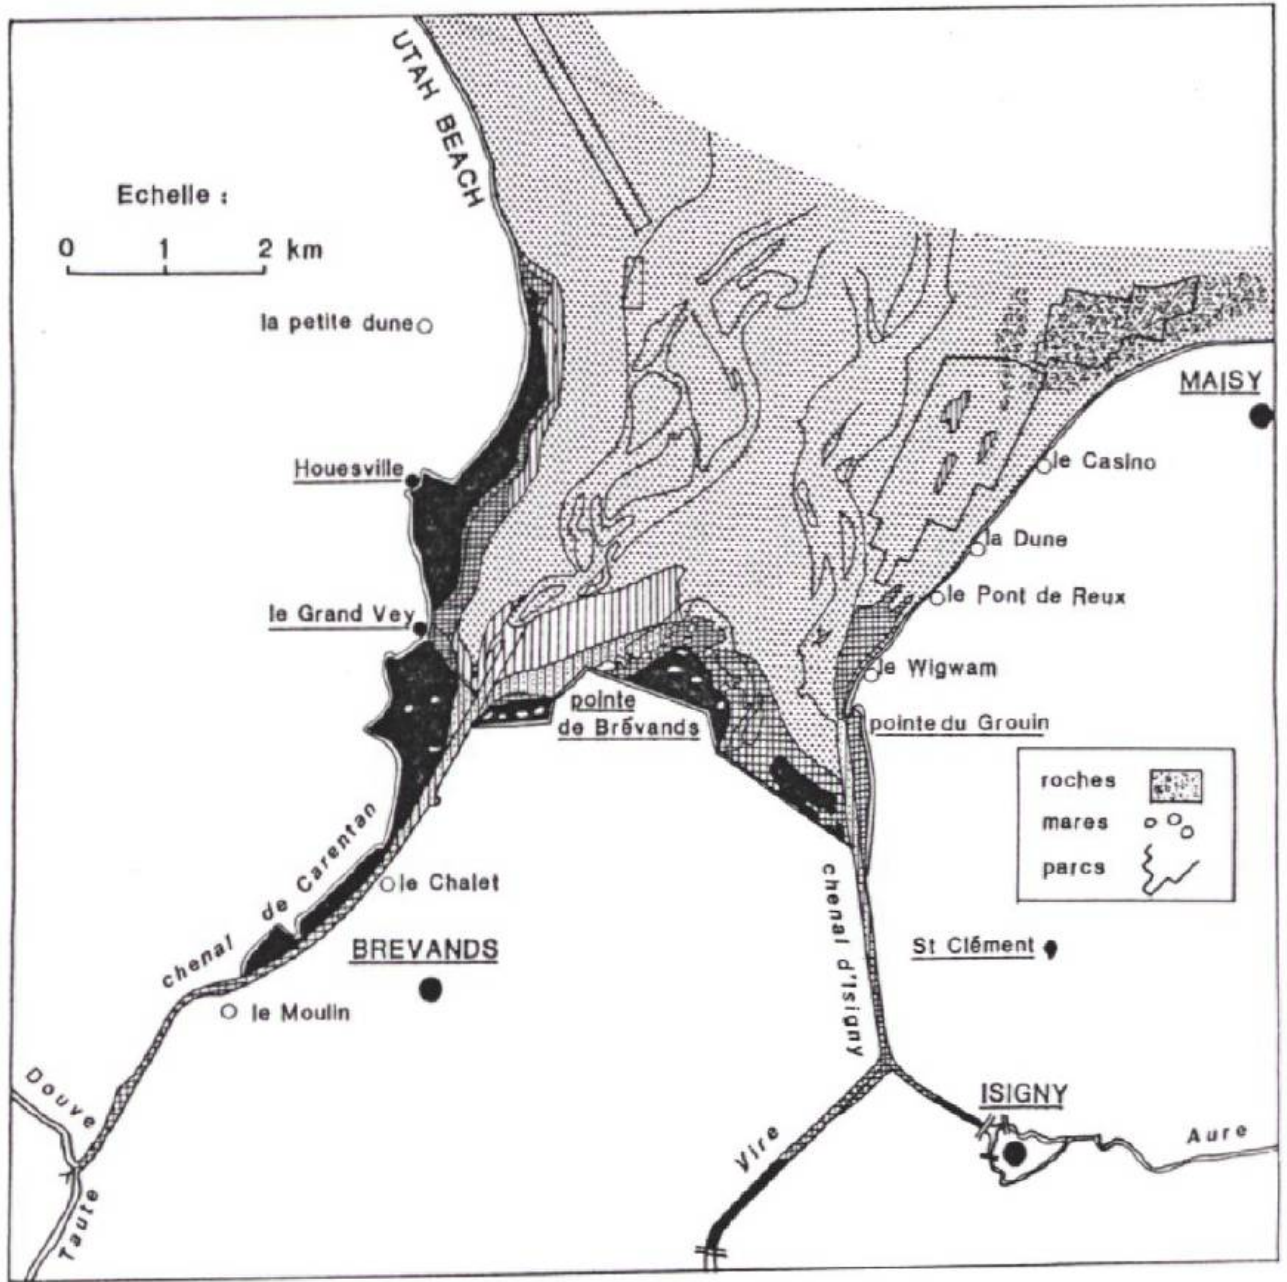 UTAH BEACH
Echelle :
0 1 2 km
la petite dune
MAISY
Houesville
le Casino
la Dune
le Grand Vey
le Pont de Reux
le Wigwam
pointe
de Brévands
pointe du Grouin
roches
mares
parcs
chenal de Carentan
le Chalet
BREVANDS
chenal d'Isigny
St Clément
le Moulin
Douve
ISIGNY
Vire
Aure
Taute